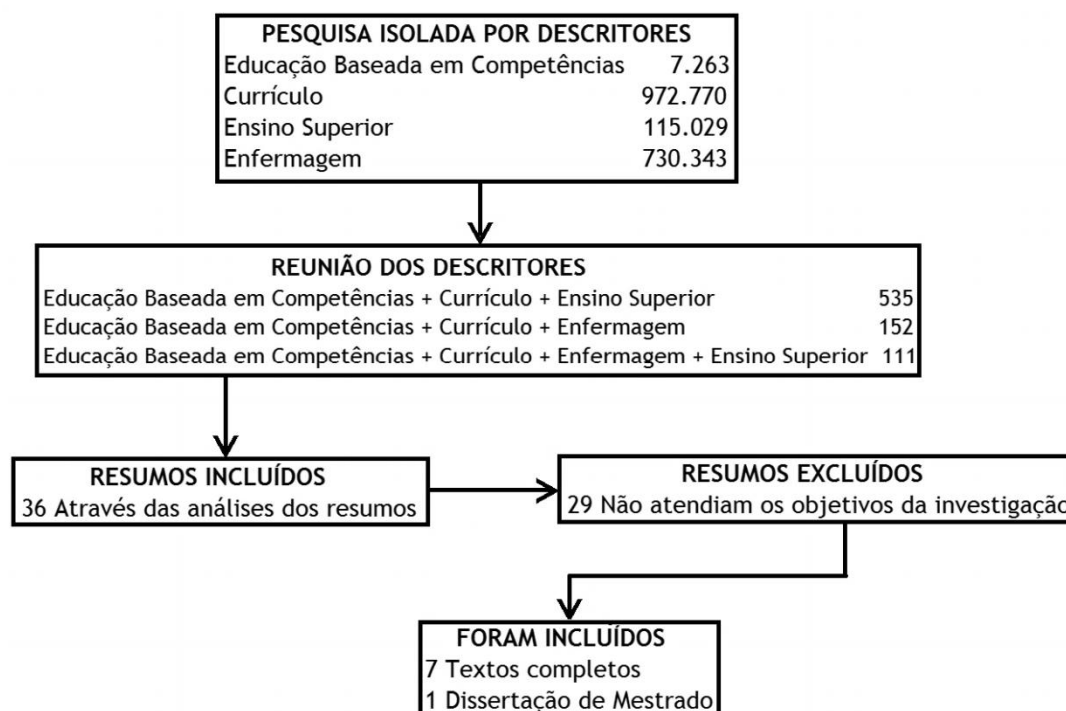 PESQUISA ISOLADA POR DESCRITORES
Educação Baseada em Competências 7.263
Currículo 972.770
Ensino Superior 115.029
Enfermagem 730.343
REUNIÃO DOS DESCRITORES
Educação Baseada em Competências + Currículo + Ensino Superior 535
Educação Baseada em Competências + Currículo + Enfermagem 152
Educação Baseada em Competências + Currículo + Enfermagem + Ensino Superior 111
RESUMOS INCLUÍDOS
36 Através das análises dos resumos
RESUMOS EXCLUÍDOS
29 Não atendiam os objetivos da investigação
FORAM INCLUÍDOS
7 Textos completos
1 Dissertação de Mestrado